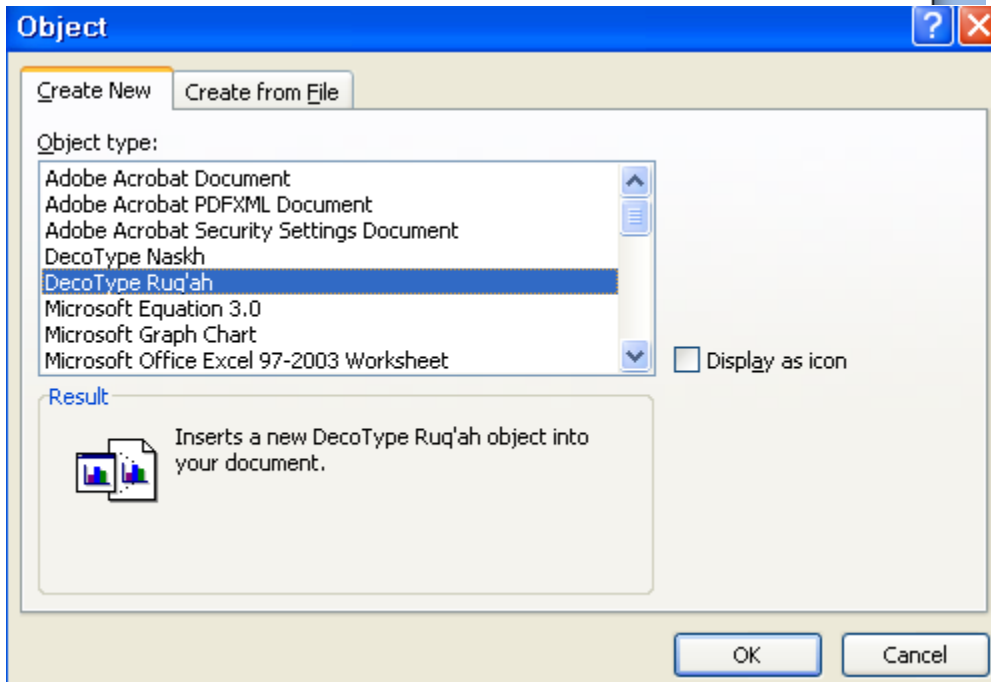 Object
Create New
Create from File
Object type:
Adobe Acrobat Document
Adobe Acrobat PDFXML Document
Adobe Acrobat Security Settings Document
DecoType Naskh
DecoType Ruq'ah
Microsoft Equation 3.0
Microsoft Graph Chart
Microsoft Office Excel 97-2003 Worksheet
Display as icon
Result
Inserts a new DecoType Ruq'ah object into
your document.
OK
Cancel